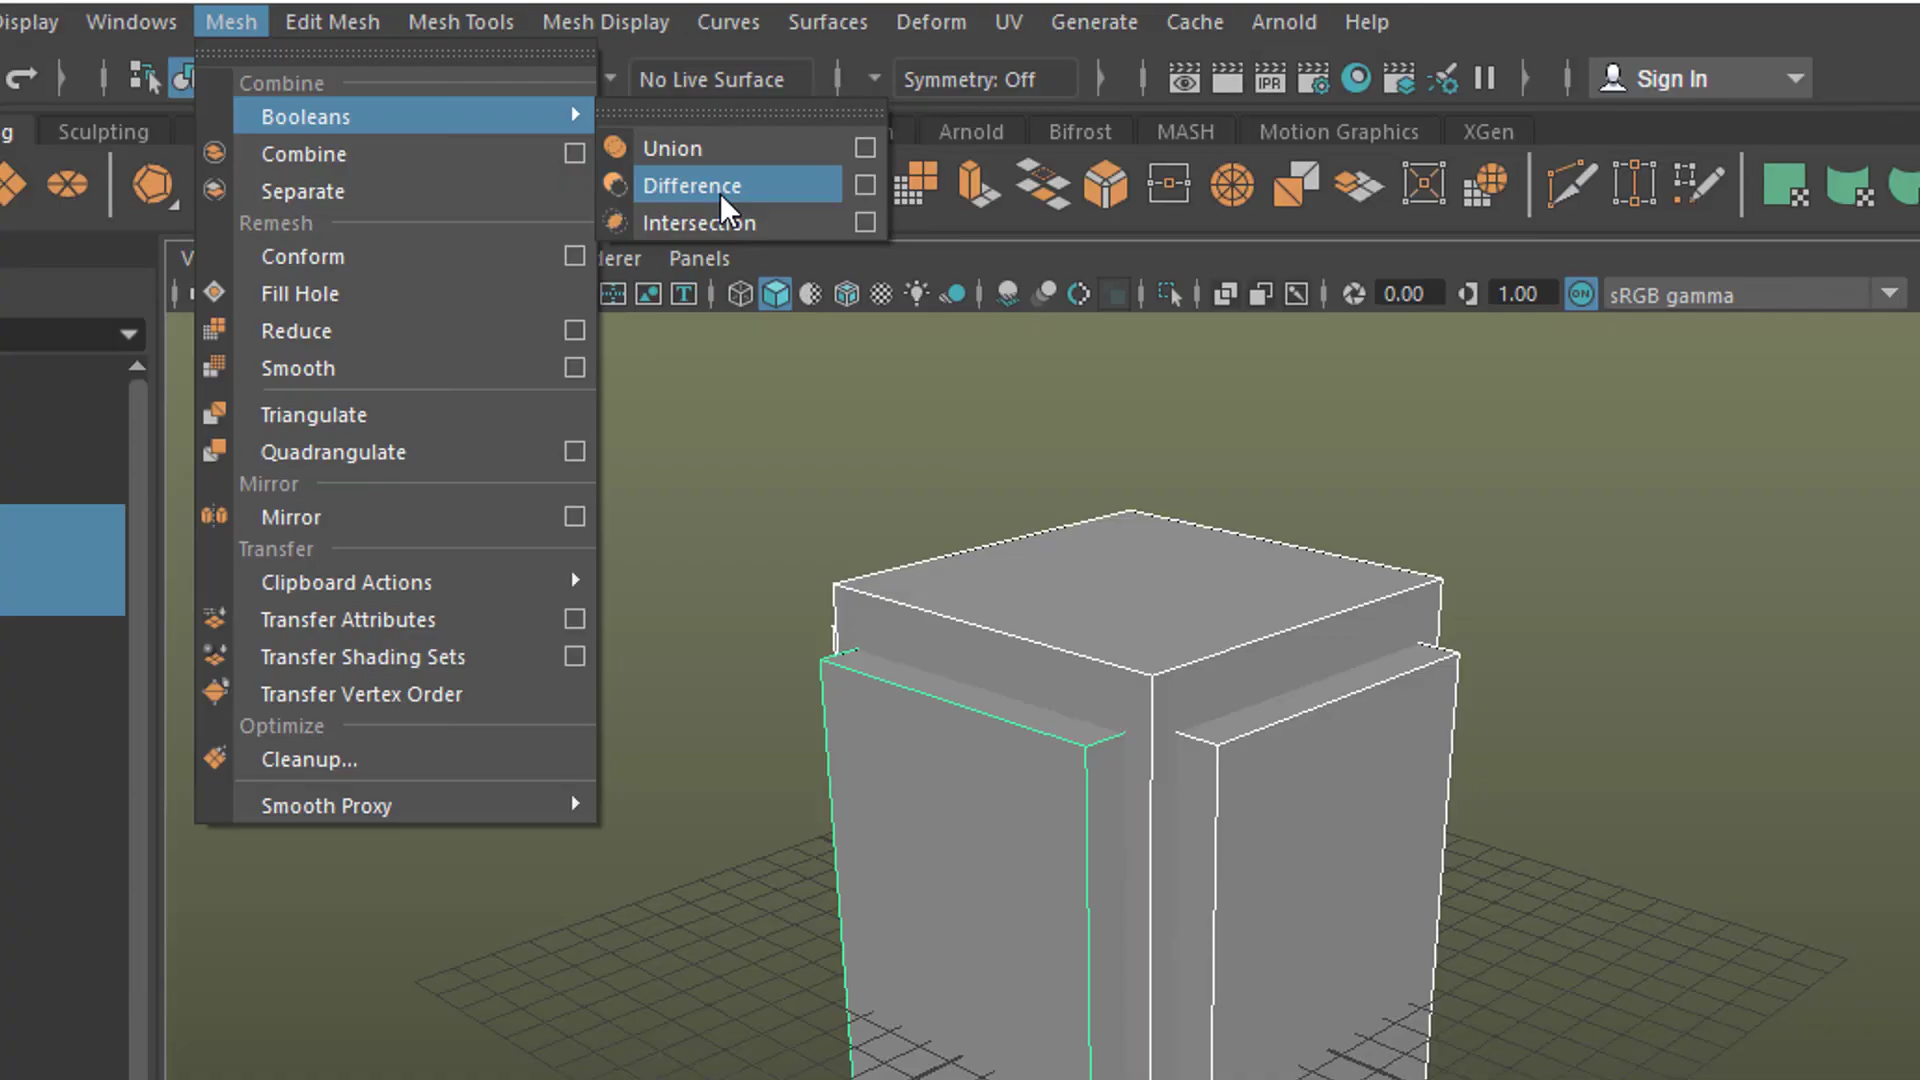 Display Windows Mesh Edit Mesh Mesh Tools Mesh Display Curves Surfaces Deform UV Generate Cache Arnold Help
No Live Surface Symmetry: Off IPR Sign In
Sculpting Arnold Bifrost MASH Motion Graphics XGen
Combine
Booleans
Combine
Separate
Remesh
Conform
Fill Hole
Reduce
Smooth
Triangulate
Quadrangulate
Mirror
Mirror
Transfer
Clipboard Actions
Transfer Attributes
Transfer Shading Sets
Transfer Vertex Order
Optimize
Cleanup...
Smooth Proxy
Union
Difference
Intersection
Panels
0.00 1.00 ON sRGB gamma